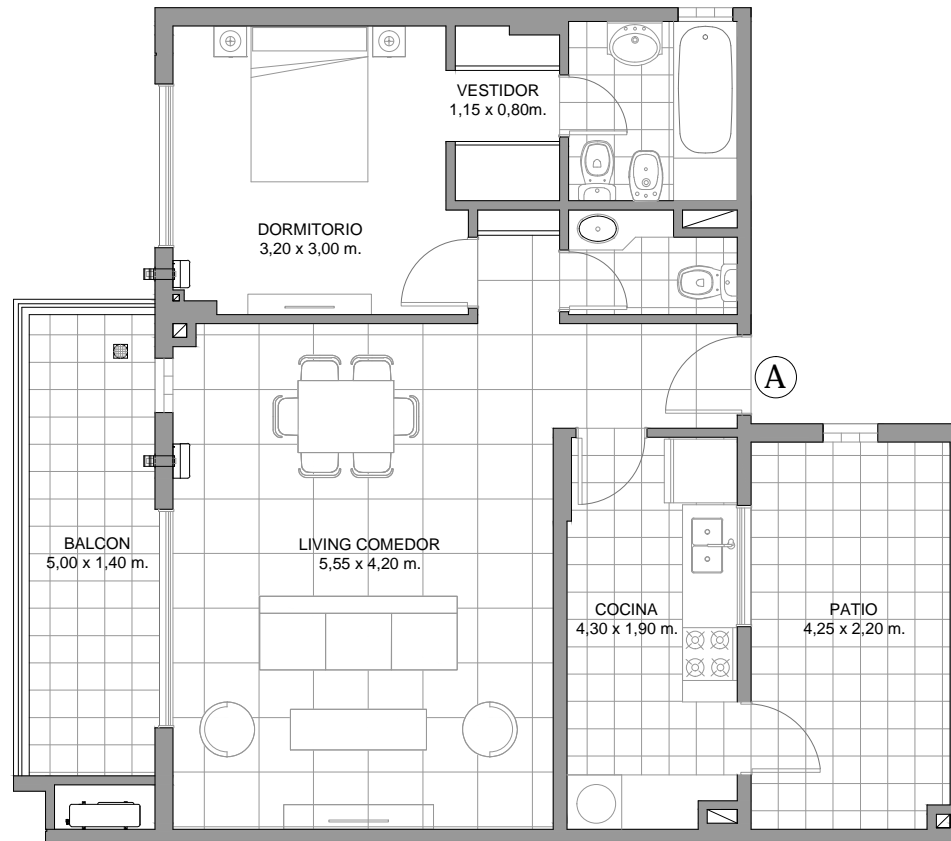 VESTIDOR
1,15 x 0,80m.
DORMITORIO
3,20 x 3,00 m.
A
BALCON
5,00 x 1,40 m.
LIVING COMEDOR
5,55 x 4,20 m.
COCINA
4,30 x 1,90 m.
PATIO
4,25 x 2,20 m.